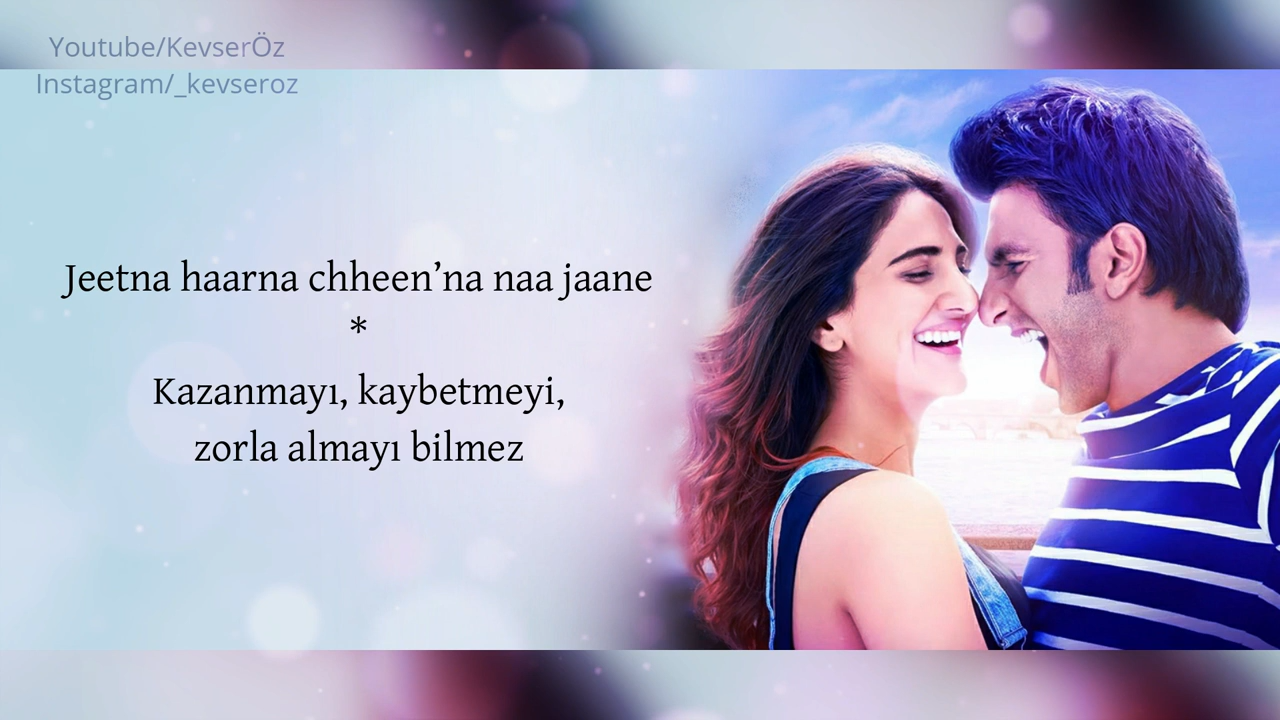 Youtube/KevserÖz
Instagram/_kevseroz
Jeetna haarna chheen’na naa jaane
*
Kazanmayı, kaybetmeyi,
zorla almayı bilmez